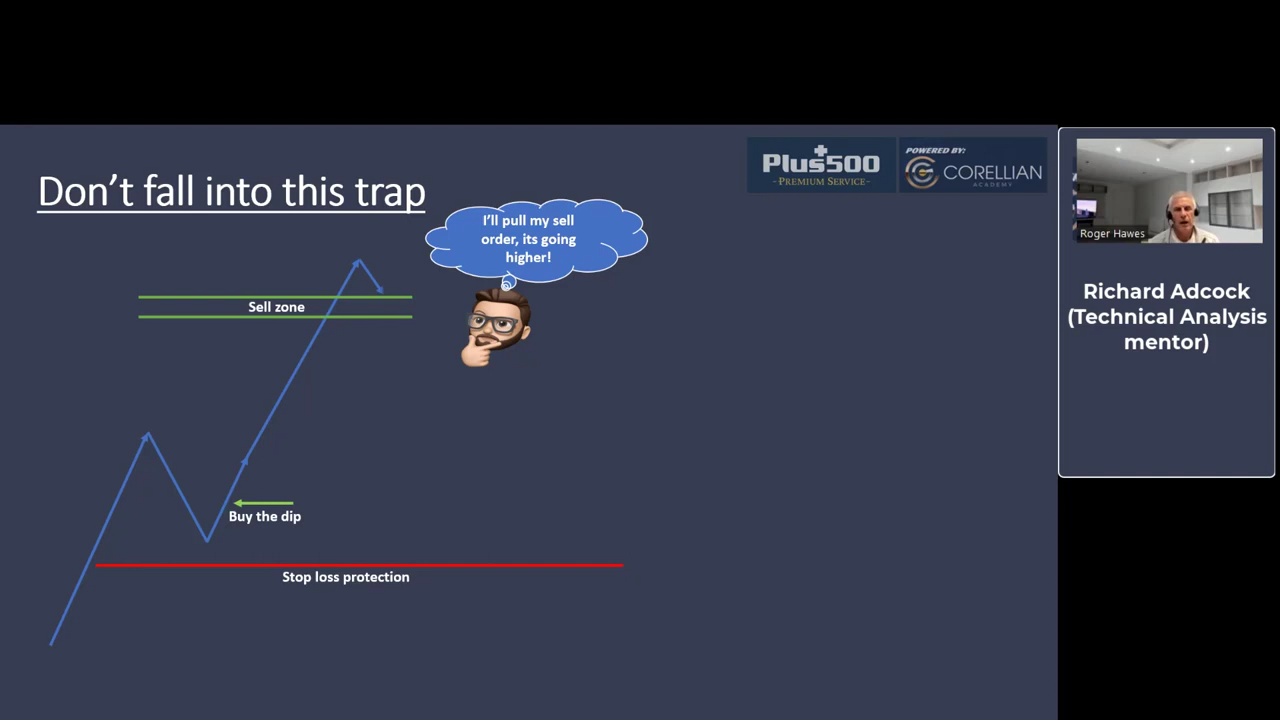 Don't fall into this trap
I'll pull my sell
order, its going
higher!
Sell zone
Buy the dip
Stop loss protection
Plus500
-PREMIUM SERVICE-
POWERED BY:
CORELLIAN
ACADEMY
Roger Hawes
Richard Adcock
(Technical Analysis
mentor)